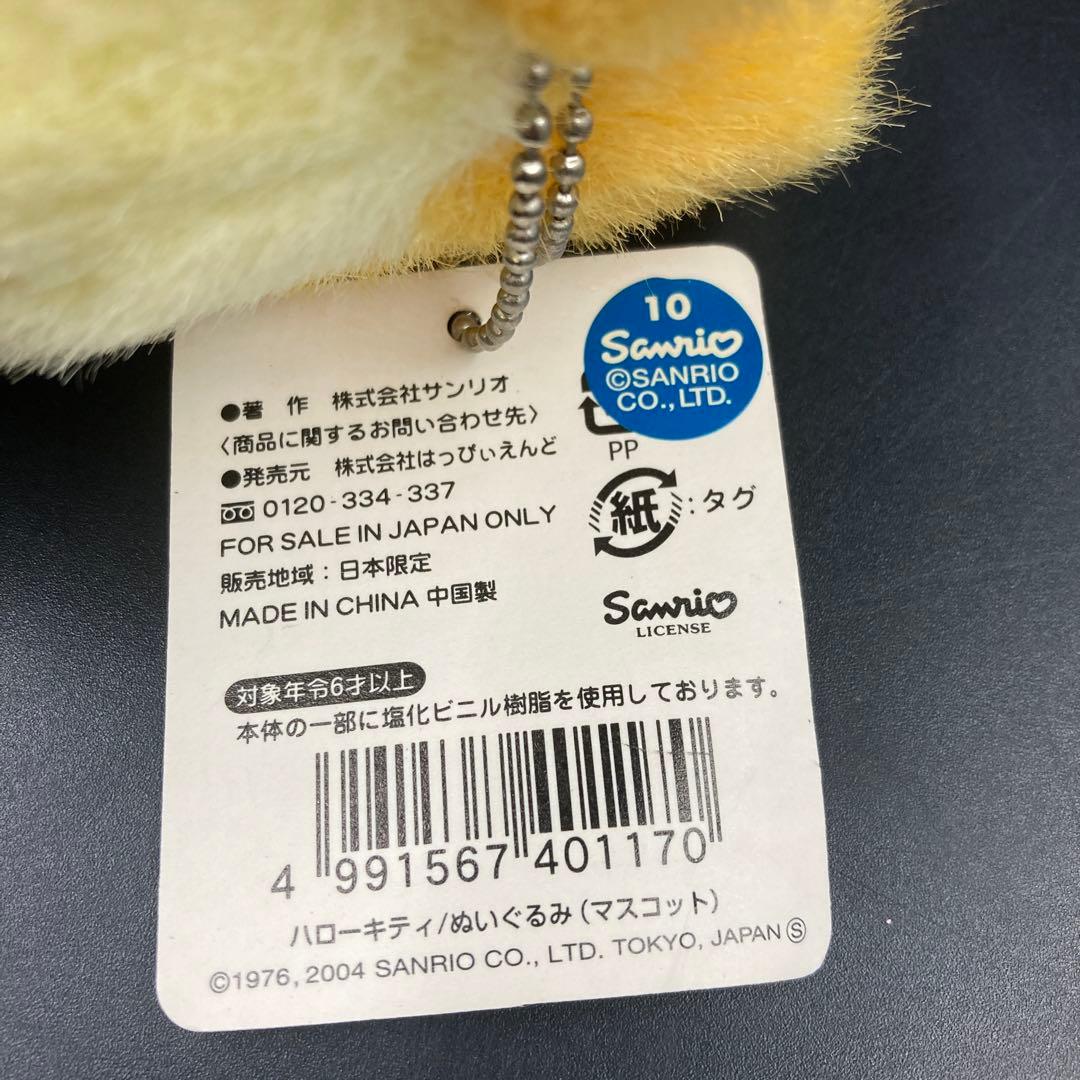 10
Sanrio
©SANRIO
CO., LTD.
●著 作 株式会社サンリオ
〈商品に関するお問い合わせ先〉
●発売元 株式会社はっぴぃえんど
0120-334-337
FOR SALE IN JAPAN ONLY
販売地域：日本限定
MADE IN CHINA 中国製
PP
紙：タグ
Sanrio
LICENSE
対象年令6才以上
本体の一部に塩化ビニル樹脂を使用しております。
4 991567 401170
ハローキティ/ぬいぐるみ（マスコット）
©1976, 2004 SANRIO CO., LTD. TOKYO, JAPAN Ⓢ